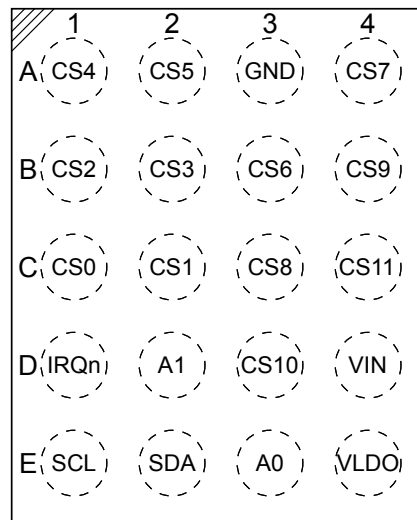 1 2 3 4
A CS4 CS5 GND CS7
B CS2 CS3 CS6 CS9
C CS0 CS1 CS8 CS11
D IRQn A1 CS10 VIN
E SCL SDA A0 VLDO